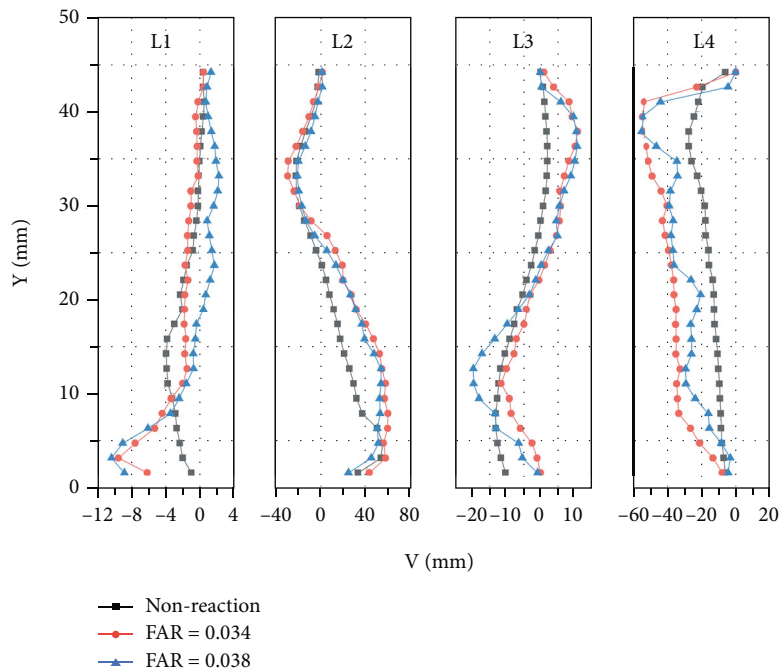 50
L1
L2
L3
L4
40
30
20
10
0
Y (mm)
−12 −8 −4 0 4
−40 0 40 80
−20 −10 0 10
−60 −40 −20 0 20
V (mm)
Non-reaction
FAR = 0.034
FAR = 0.038